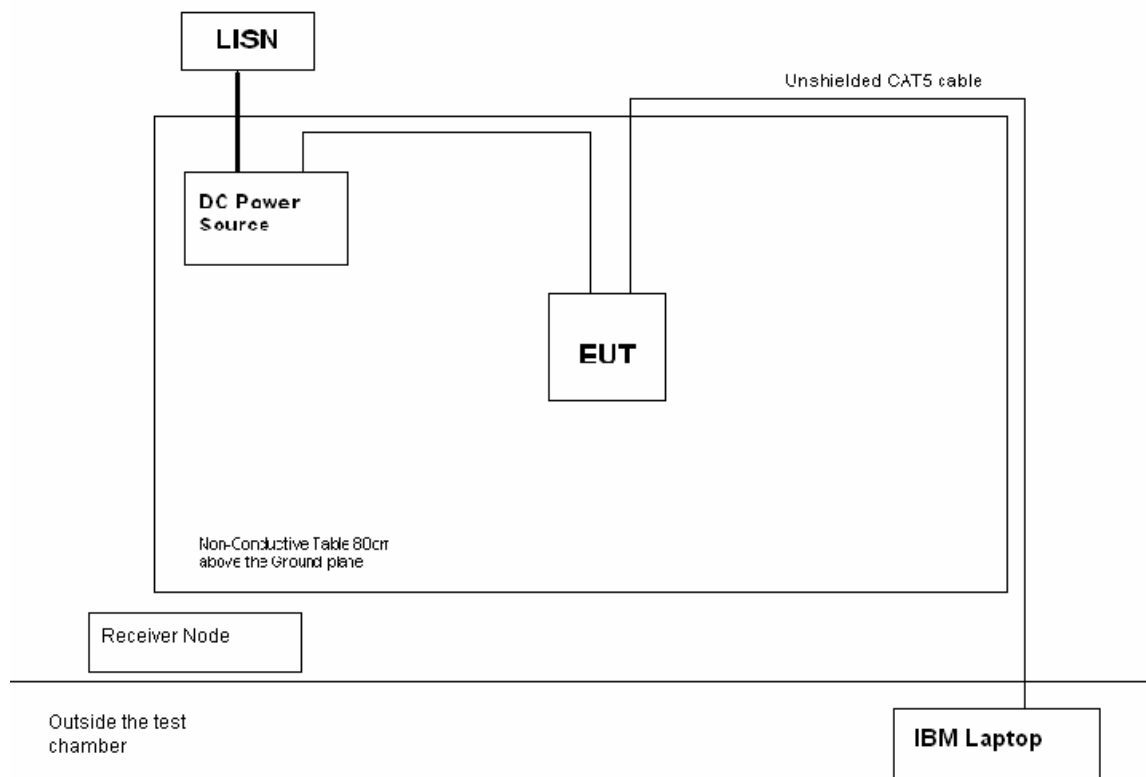 LISN
Unshielded CAT5 cable
DC Power
Source
EUT
Non-Conductive Table 80cm
above the Ground plane
Receiver Node
Outside the test
chamber
IBM Laptop